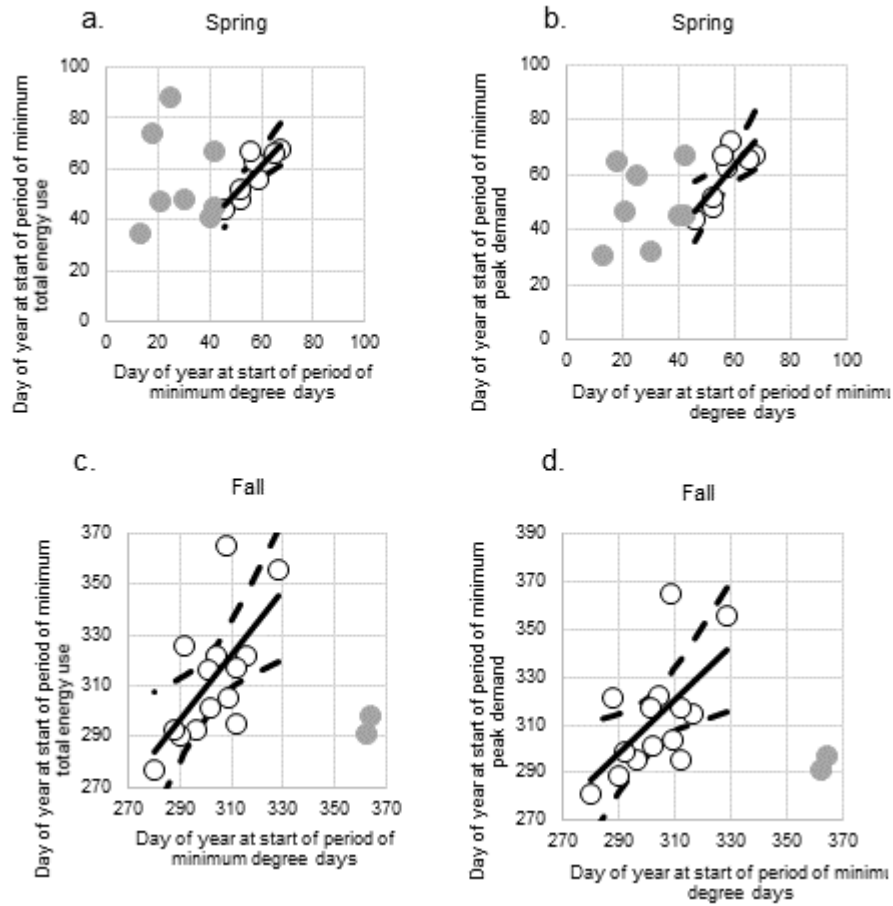 a.
Spring
Day of year at start of period of minimum
total energy use
100
80
60
40
20
0
0 20 40 60 80 100
Day of year at start of period of
minimum degree days
b.
Spring
Day of year at start of period of minimum
peak demand
100
80
60
40
20
0
0 20 40 60 80 100
Day of year at start of period of minimu
degree days
c.
Fall
Day of year at start of period of minimum
total energy use
370
350
330
310
290
270
270 290 310 330 350 370
Day of year at start of period of
minimum degree days
d.
Fall
Day of year at start of period of minimum
peak demand
390
370
350
330
310
290
270
270 290 310 330 350 370
Day of year at start of period of minimu
degree days